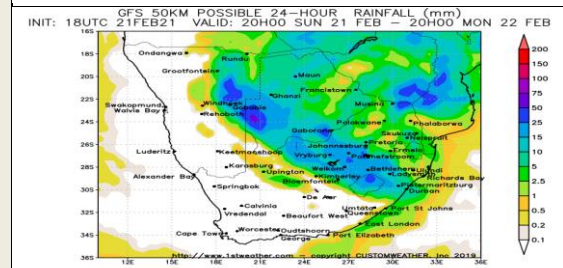 GFS 50KM POSSIBLE 24-HOUR RAINFALL (mm)
INIT: 18UTC 21FEB21 VALID: 20H00 SUN 21 FEB - 20H00 MON 22 FEB
16S
18S
20S
22S
24S
26S
28S
30S
32S
34S
36S
Ondangwa
Rundu
Grootfontein
Maun
Ghanzi
Francistown
Windhoek
Gobabis
Swakopmund
Walvis Bay
Rehoboth
Musina
Polokwane
Phalaborwa
Gaborone
Skukuza
Nelspruit
Pretoria
Johannesburg
Luderitz
Keetmanshoop
Vryburg
Potchefstroom
Ermelo
Karasburg
Upington
Welkom
Kimberley
Bethlehem
Ladysmith
Ulundi
Richards Bay
Alexander Bay
Bloemfontein
Springbok
Pietermaritzburg
Durban
De Aar
Calvinia
Vredendal
Beaufort West
Umtata
Queenstown
Port St Johns
East London
Cape Town
Worcester
Oudtshoorn
George
Port Elizabeth
http://www.1stweather.com - copyright CUSTOMWEATHER, Inc 2019
12E 15E 18E 21E 24E 27E 30E 33E 36E
200
150
100
75
50
25
15
10
5
2.5
1
0.5
0.2
0.1